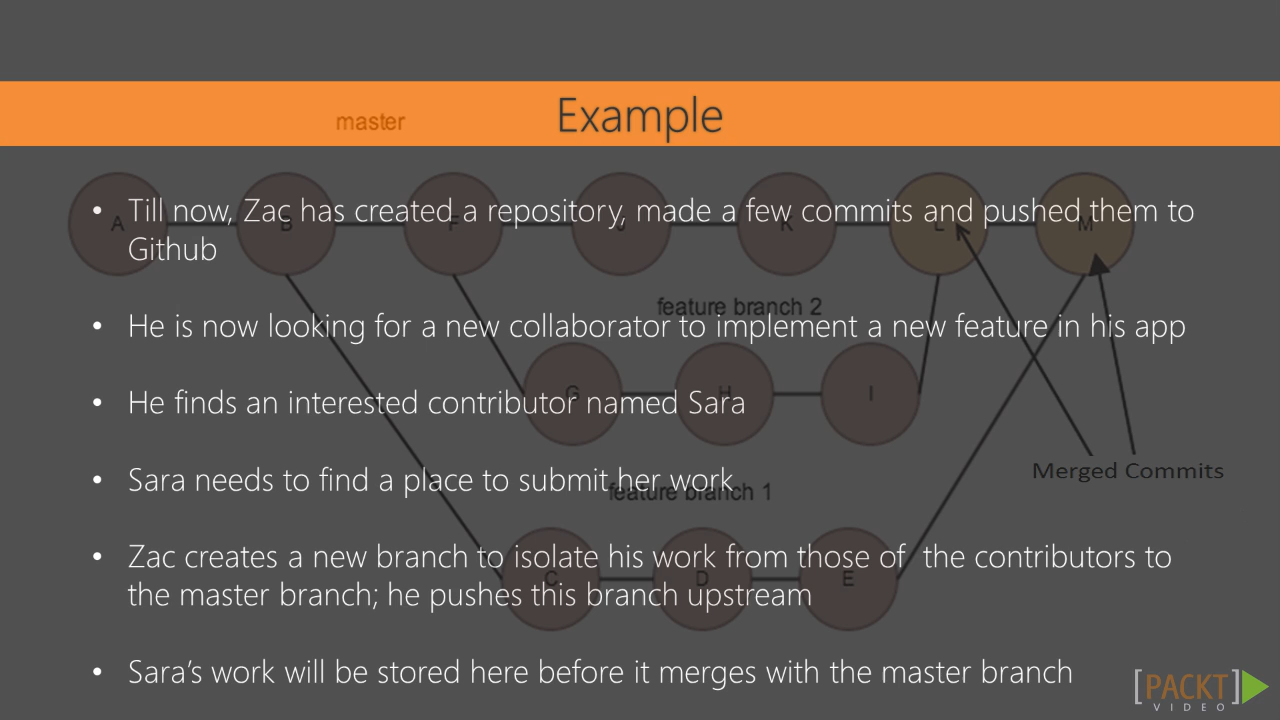 Example
master
• Till now, Zac has created a repository, made a few commits and pushed them to
Github
A B F J K L M
feature branch 2
• He is now looking for a new collaborator to implement a new feature in his app
G H I
• He finds an interested contributor named Sara
Merged Commits
• Sara needs to find a place to submit her work
feature branch 1
• Zac creates a new branch to isolate his work from those of  the contributors to
the master branch; he pushes this branch upstream
C D E
• Sara’s work will be stored here before it merges with the master branch
[PACKT]
VIDEO